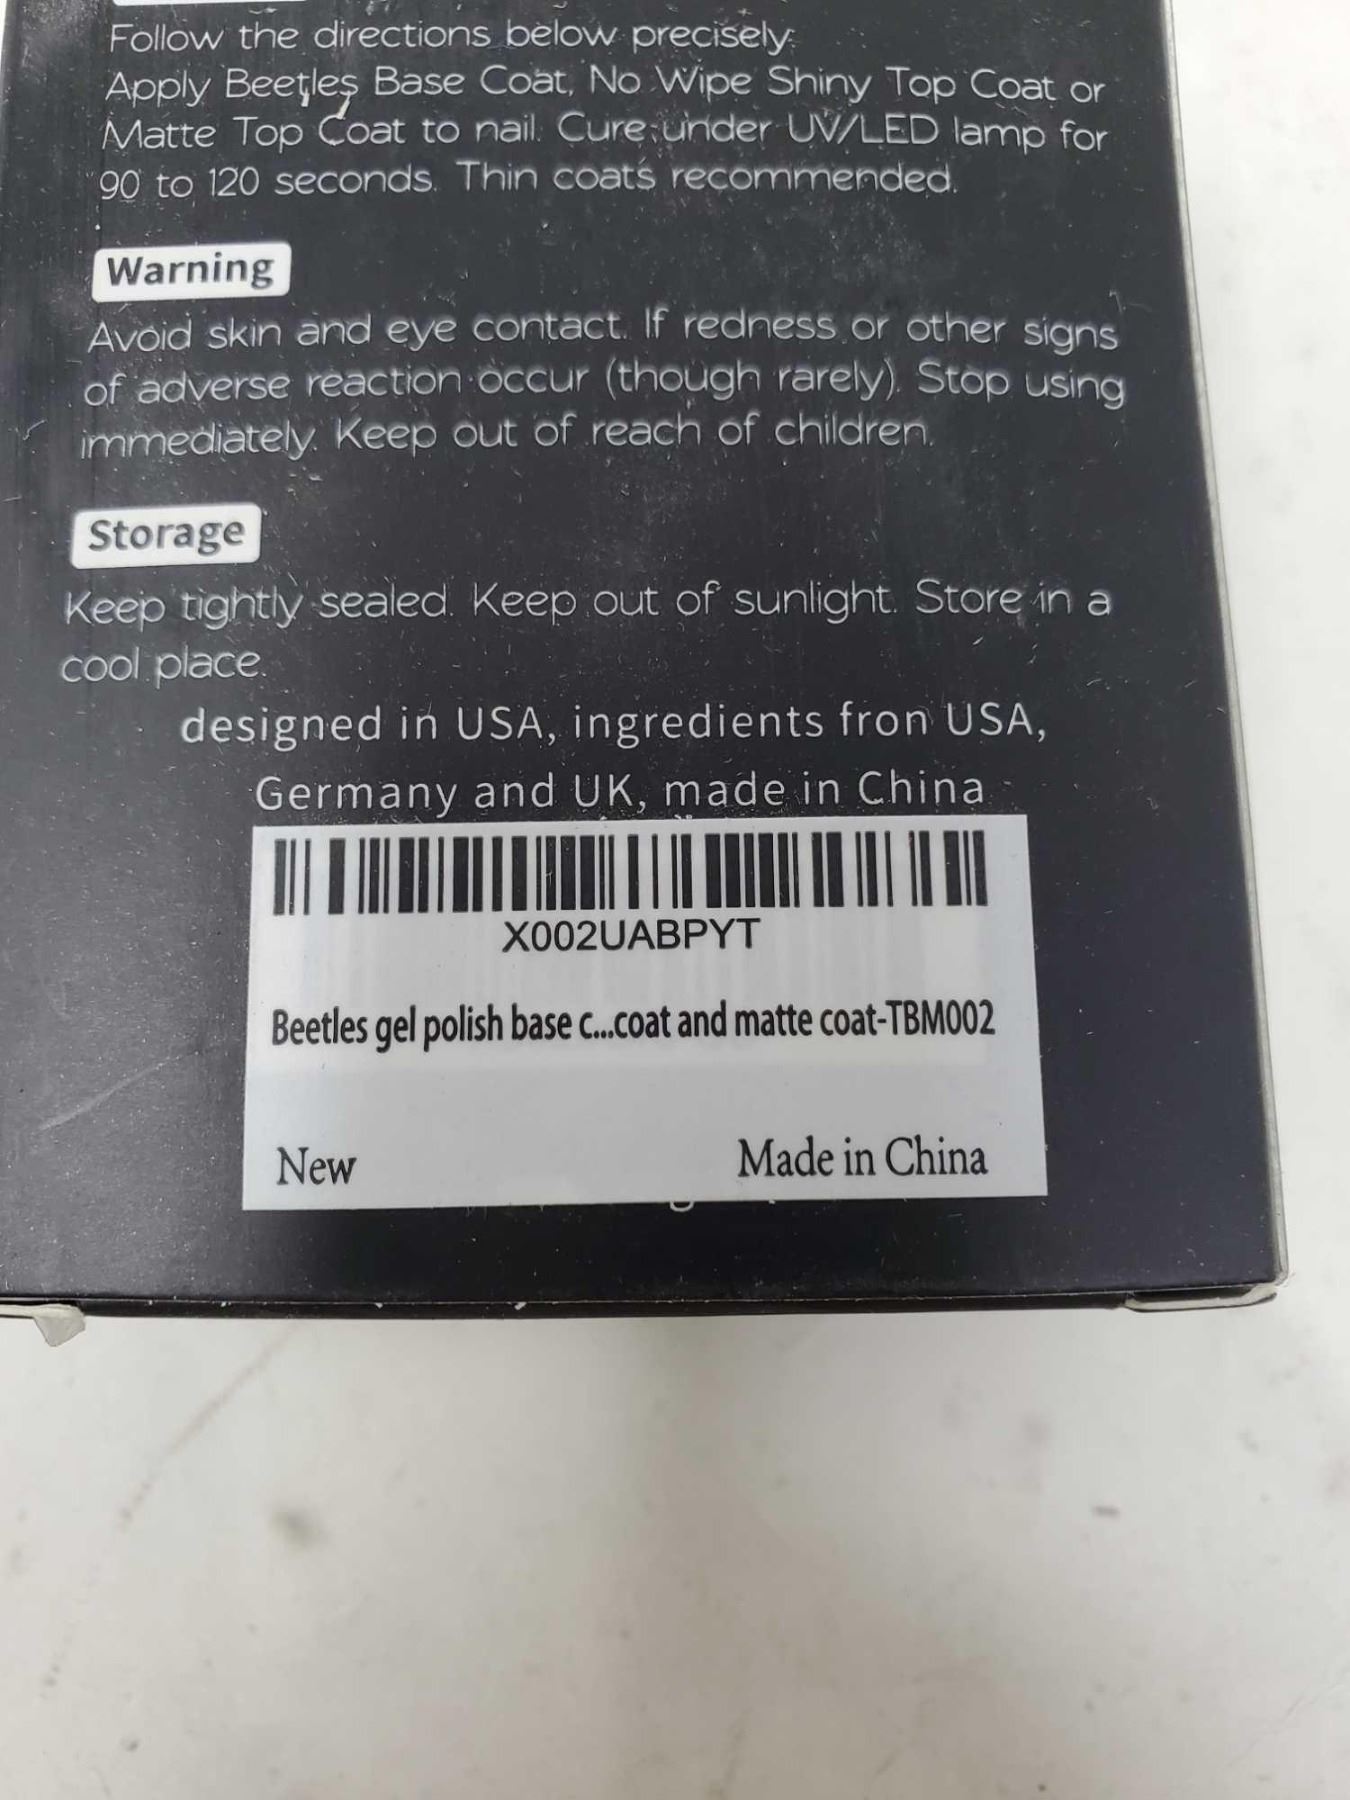 Follow the directions below precisely:
Apply Beetles Base Coat, No Wipe Shiny Top Coat or
Matte Top Coat to nail. Cure under UV/LED lamp for
90 to 120 seconds. Thin coats recommended.
Warning
Avoid skin and eye contact. If redness or other signs
of adverse reaction occur (though rarely). Stop using
immediately. Keep out of reach of children.
Storage
Keep tightly sealed. Keep out of sunlight. Store in a
cool place.
designed in USA, ingredients fron USA,
Germany and UK, made in China
X002UABPYT
Beetles gel polish base c...coat and matte coat-TBM002
New Made in China